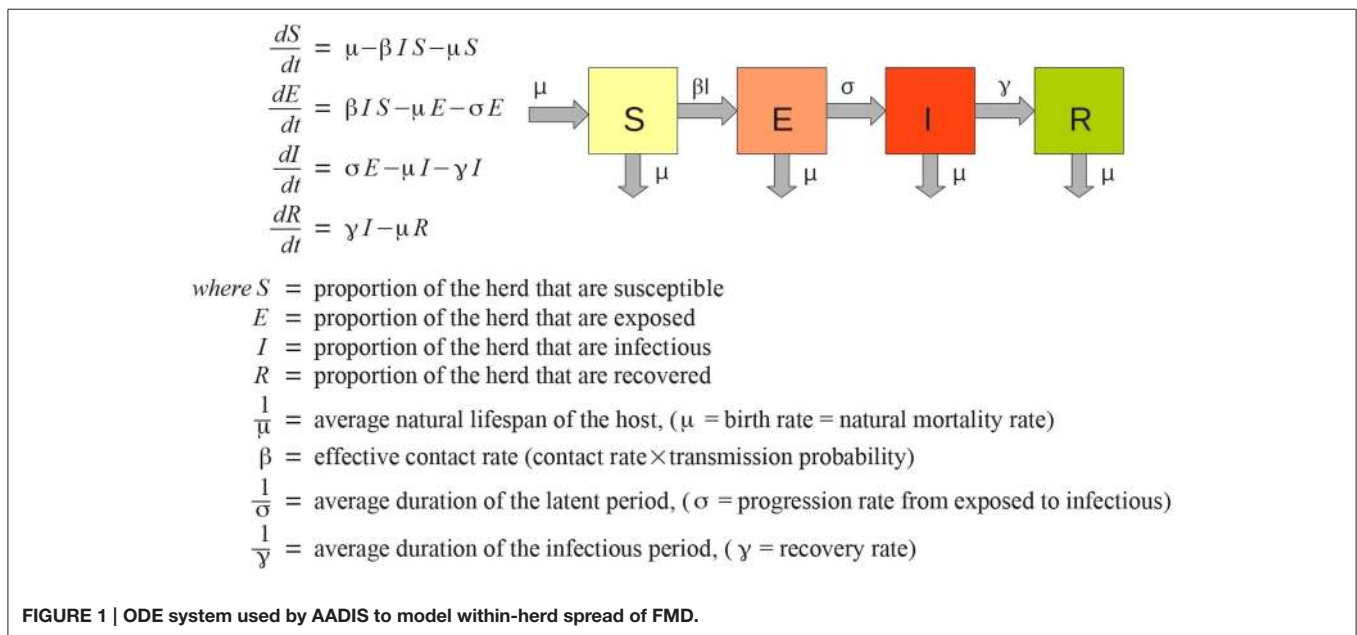 dS/dt = μ−βIS−μS
dE/dt = βIS−μE−σE
dI/dt = σE−μI−γI
dR/dt = γI−μR
μ S βI E σ I γ R
μ μ μ μ
where S = proportion of the herd that are susceptible
E = proportion of the herd that are exposed
I = proportion of the herd that are infectious
R = proportion of the herd that are recovered
1/μ = average natural lifespan of the host, (μ = birth rate = natural mortality rate)
β = effective contact rate (contact rate×transmission probability)
1/σ = average duration of the latent period, (σ = progression rate from exposed to infectious)
1/γ = average duration of the infectious period, (γ = recovery rate)
FIGURE 1 | ODE system used by AADIS to model within-herd spread of FMD.